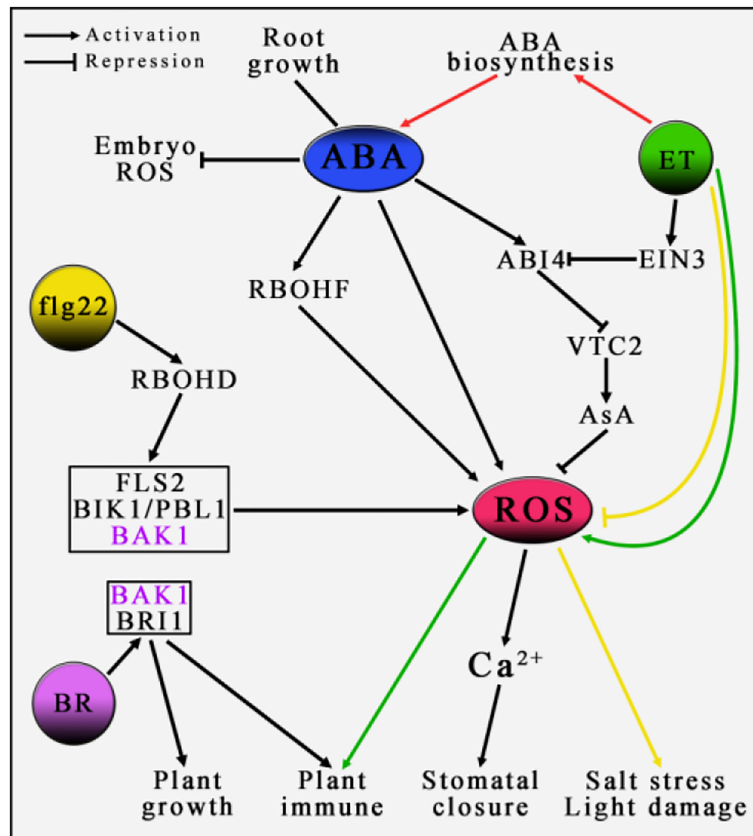 Activation
Repression
Root
growth
ABA
biosynthesis
Embryo
ROS
ABA
ET
ABI4
EIN3
RBOHF
flg22
VTC2
RBOHD
AsA
FLS2
BIK1/PBL1
BAK1
ROS
BAK1
BRI1
Ca²⁺
BR
Plant
growth
Plant
immune
Stomatal
closure
Salt stress
Light damage